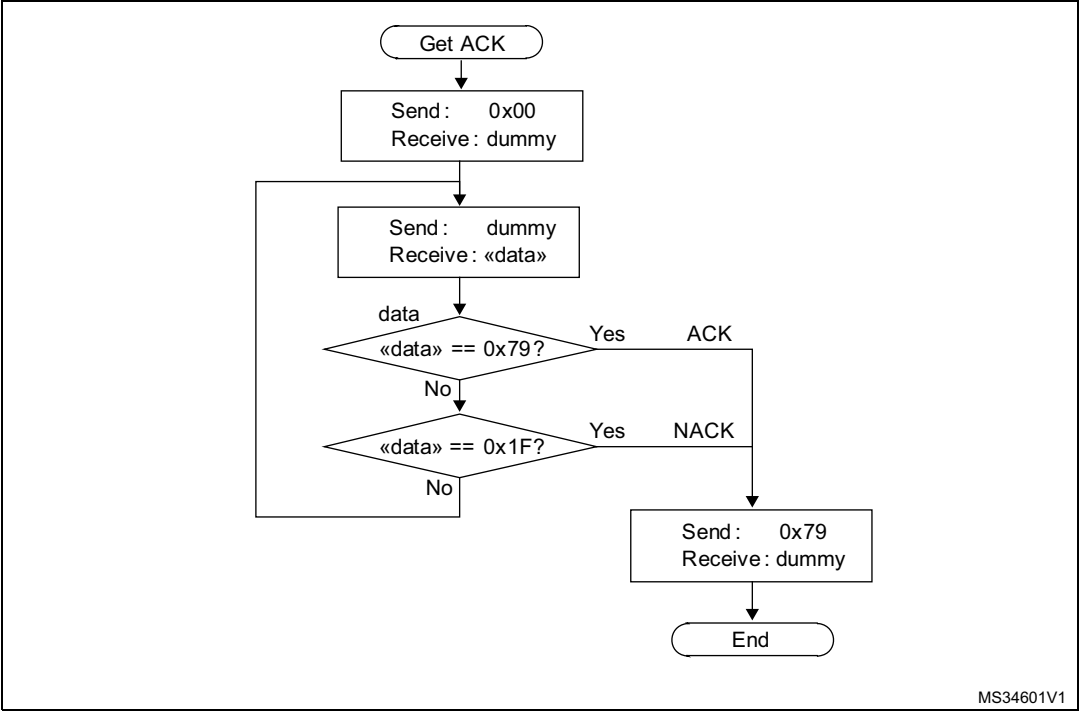 Get ACK
Send : 0x00
Receive : dummy
Send : dummy
Receive : «data»
data
«data» == 0x79?
Yes ACK
No
«data» == 0x1F?
Yes NACK
No
Send : 0x79
Receive : dummy
End
MS34601V1